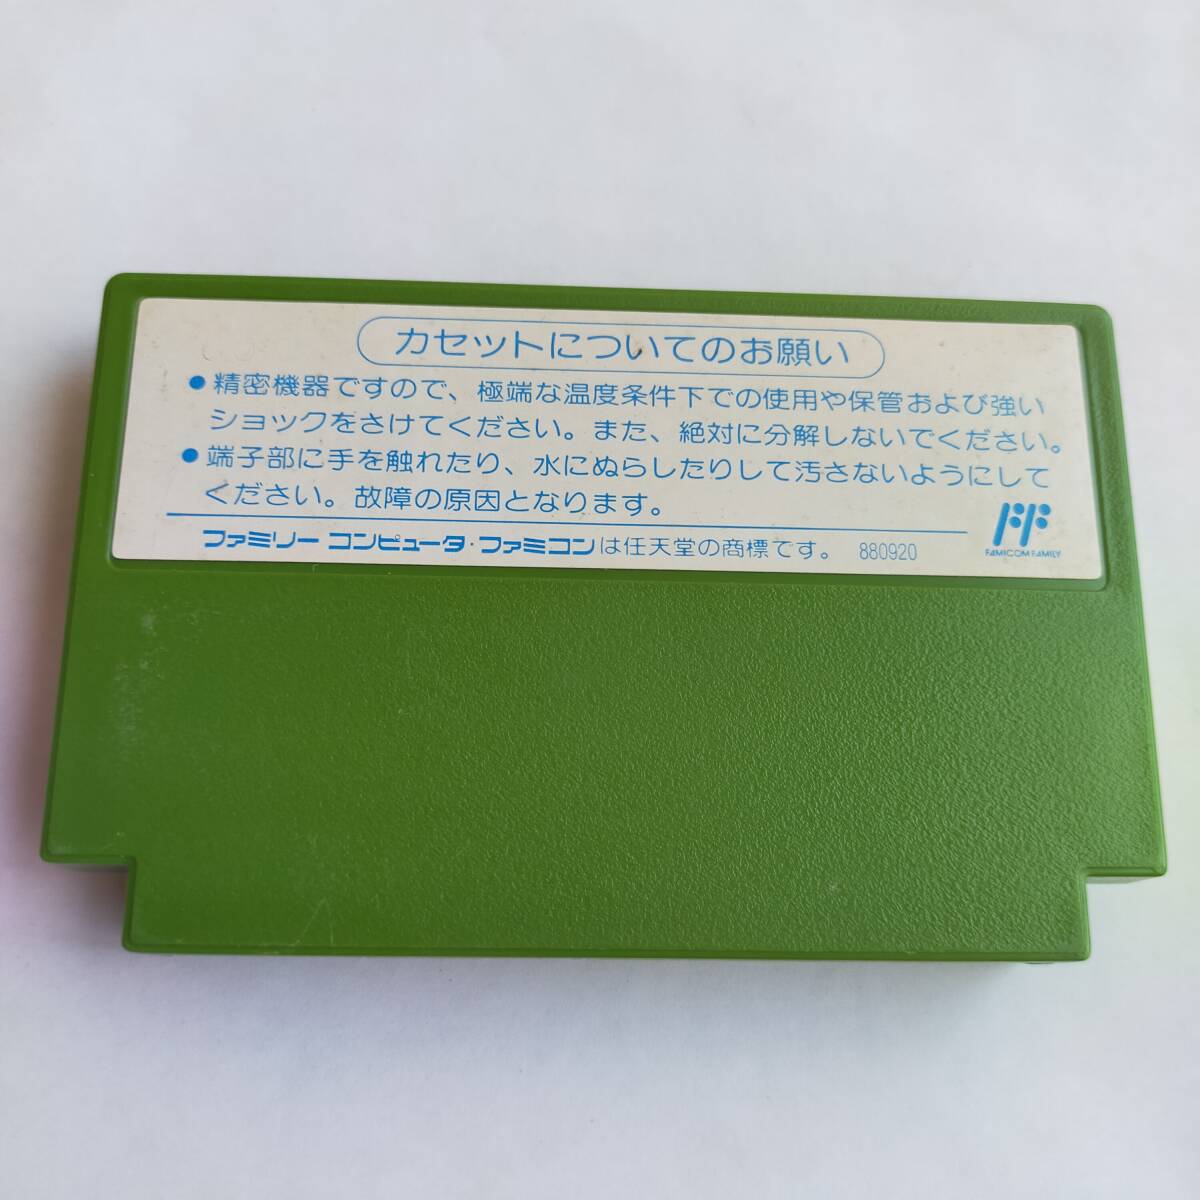 カセットについてのお願い
●精密機器ですので、極端な温度条件下での使用や保管および強い
ショックをさけてください。また、絶対に分解しないでください。
●端子部に手を触れたり、水にぬらしたりして汚さないようにして
ください。故障の原因となります。
ファミリー コンピュータ・ファミコンは任天堂の商標です。 880920
FF
FAMICOM FAMILY